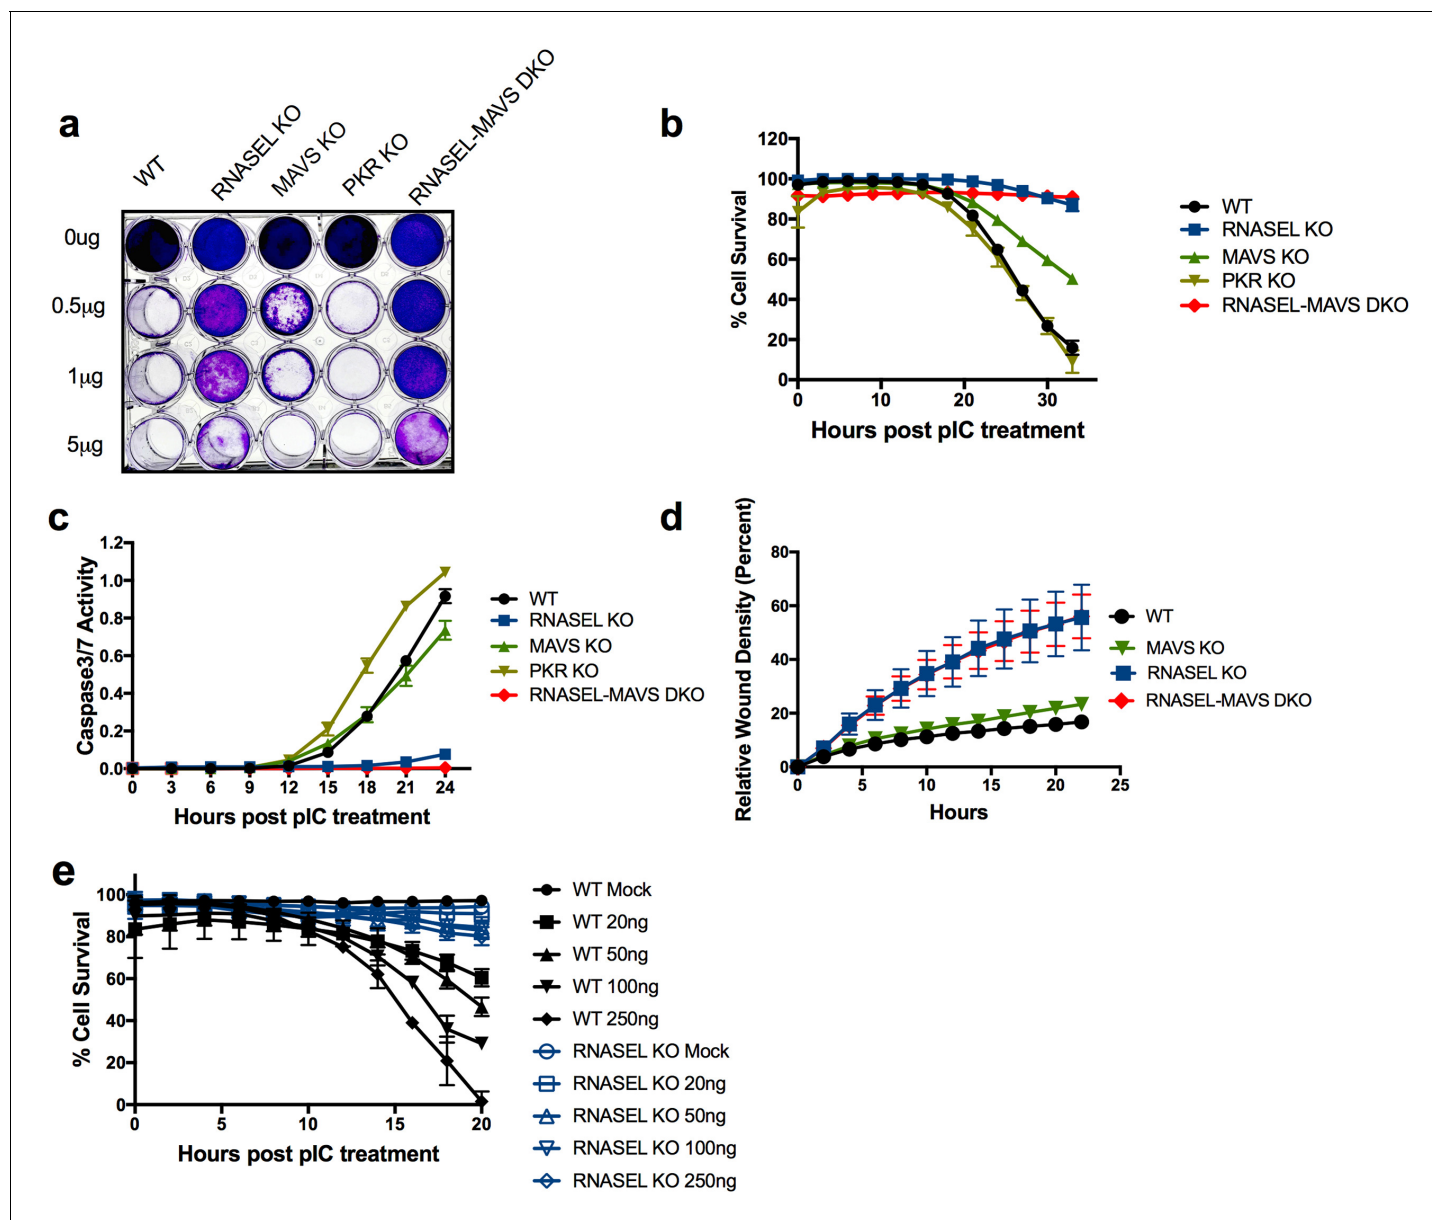 a
WT
RNASEL KO
MAVS KO
PKR KO
RNASEL-MAVS DKO
0ug
0.5µg
1µg
5µg
b
120
100
80
60
40
20
0
% Cell Survival
0 10 20 30
Hours post pIC treatment
WT
RNASEL KO
MAVS KO
PKR KO
RNASEL-MAVS DKO
c
1.2
1.0
0.8
0.6
0.4
0.2
0.0
Caspase3/7 Activity
0 3 6 9 12 15 18 21 24
Hours post pIC treatment
WT
RNASEL KO
MAVS KO
PKR KO
RNASEL-MAVS DKO
d
80
60
40
20
0
Relative Wound Density (Percent)
0 5 10 15 20 25
Hours
WT
MAVS KO
RNASEL KO
RNASEL-MAVS DKO
e
100
80
60
40
20
0
% Cell Survival
5 10 15 20
Hours post pIC treatment
WT Mock
WT 20ng
WT 50ng
WT 100ng
WT 250ng
RNASEL KO Mock
RNASEL KO 20ng
RNASEL KO 50ng
RNASEL KO 100ng
RNASEL KO 250ng